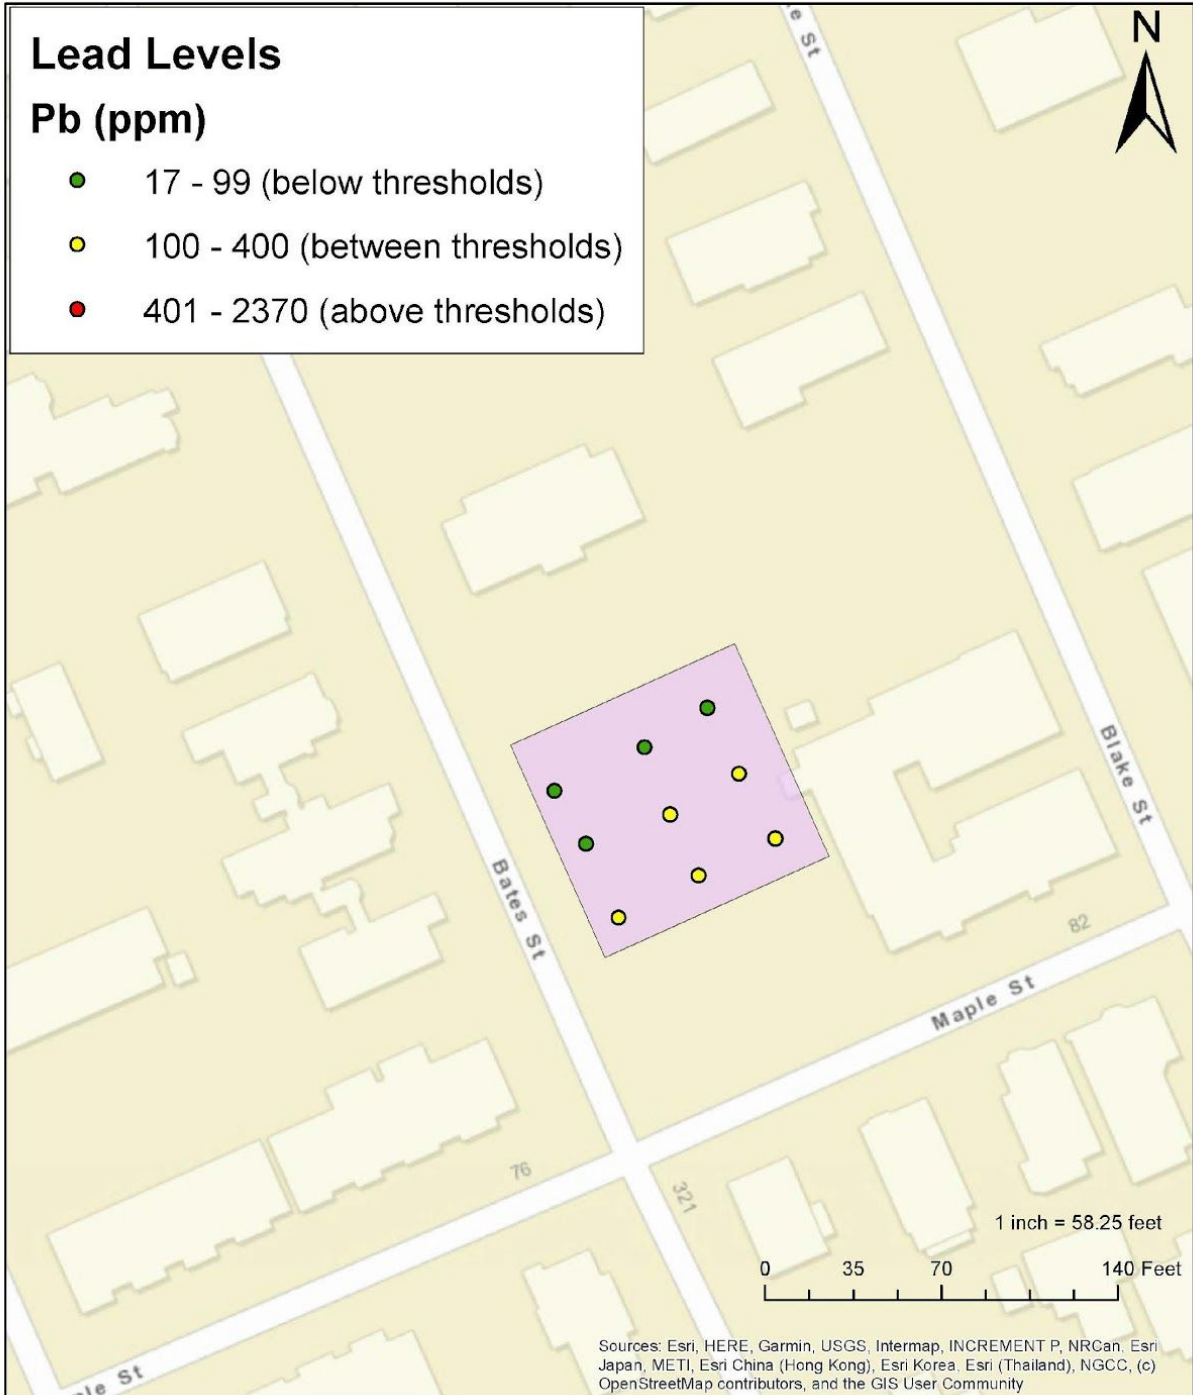 Lead Levels
Pb (ppm)
17 - 99 (below thresholds)
100 - 400 (between thresholds)
401 - 2370 (above thresholds)
ke St
N
Bates St
Blake St
82
Maple St
76
321
1 inch = 58.25 feet
0 35 70 140 Feet
ple St
Sources: Esri, HERE, Garmin, USGS, Intermap, INCREMENT P, NRCan, Esri
Japan, METI, Esri China (Hong Kong), Esri Korea, Esri (Thailand), NGCC, (c)
OpenStreetMap contributors, and the GIS User Community